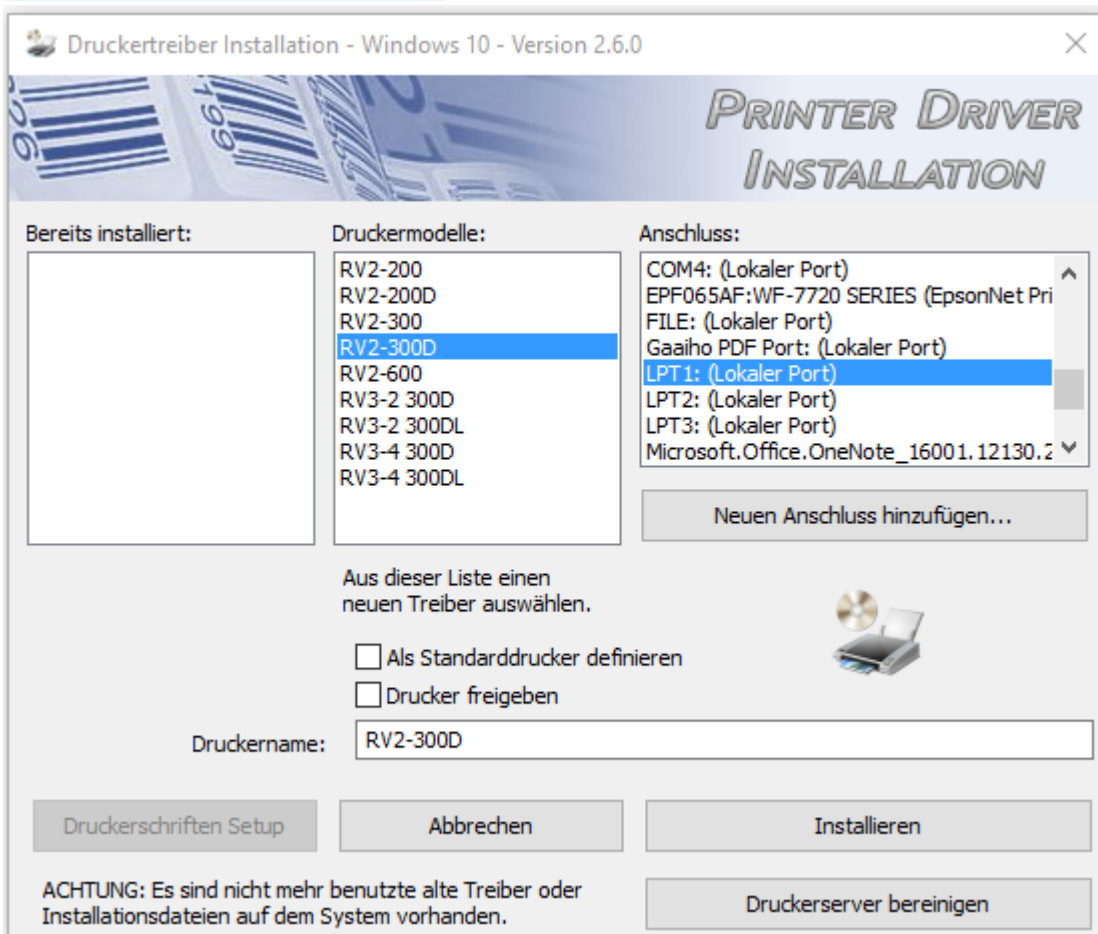 Druckertreiber Installation - Windows 10 - Version 2.6.0
PRINTER DRIVER
INSTALLATION
Bereits installiert:
Druckermodelle:
RV2-200
RV2-200D
RV2-300
RV2-300D
RV2-600
RV3-2 300D
RV3-2 300DL
RV3-4 300D
RV3-4 300DL
Anschluss:
COM4: (Lokaler Port)
EPF065AF:WF-7720 SERIES (EpsonNet Pri
FILE: (Lokaler Port)
Gaaiho PDF Port: (Lokaler Port)
LPT1: (Lokaler Port)
LPT2: (Lokaler Port)
LPT3: (Lokaler Port)
Microsoft.Office.OneNote_16001.12130.2
Neuen Anschluss hinzufügen...
Aus dieser Liste einen
neuen Treiber auswählen.
Als Standarddrucker definieren
Drucker freigeben
Druckername:
RV2-300D
Druckerschriften Setup
Abbrechen
Installieren
ACHTUNG: Es sind nicht mehr benutzte alte Treiber oder
Installationsdateien auf dem System vorhanden.
Druckerserver bereinigen